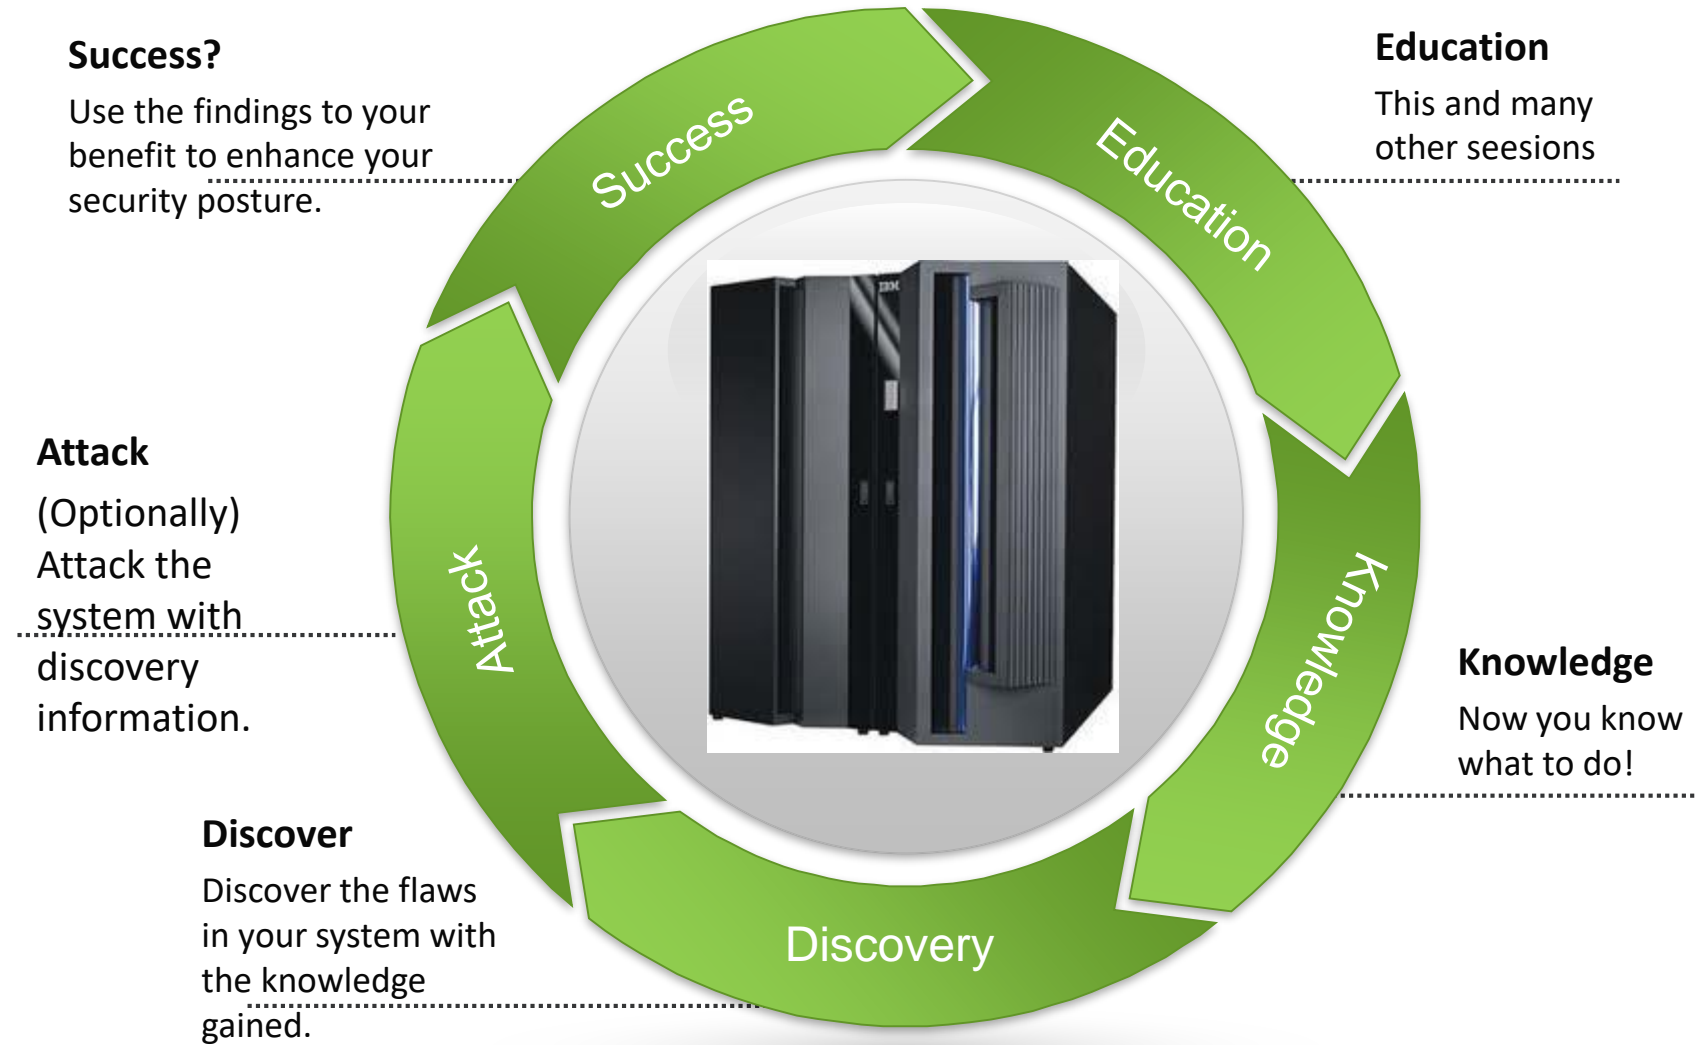 Success?
Use the findings to your
benefit to enhance your
security posture.
Education
This and many
other seesions
Success
Education
IBM
Attack
(Optionally)
Attack the
system with
discovery
information.
Attack
Knowledge
Knowledge
Now you know
what to do!
Discover
Discover the flaws
in your system with
the knowledge
gained.
Discovery